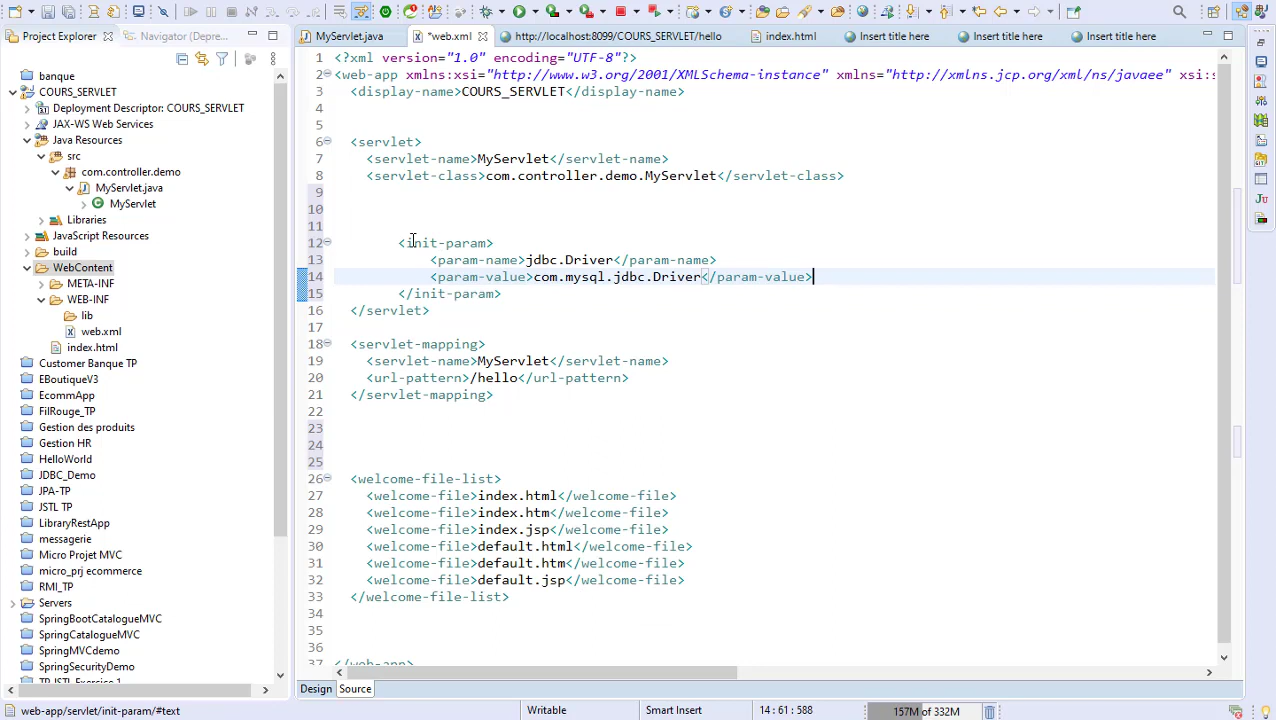 Project Explorer
Navigator (Depre...
MyServlet.java
*web.xml
http://localhost:8099/COURS_SERVLET/hello
index.html
Insert title here
Insert title here
Insert title here
banque
COURS_SERVLET
Deployment Descriptor: COURS_SERVLET
JAX-WS Web Services
Java Resources
src
com.controller.demo
MyServlet.java
MyServlet
Libraries
JavaScript Resources
build
WebContent
META-INF
WEB-INF
lib
web.xml
index.html
Customer Banque TP
EBoutiqueV3
EcommApp
FilRouge_TP
Gestion des produits
Gestion HR
HelloWorld
JDBC_Demo
JPA-TP
JSTL TP
LibraryRestApp
messagerie
Micro Projet MVC
micro_prj ecommerce
RMI_TP
Servers
SpringBootCatalogueMVC
SpringCatalogueMVC
SpringMVCdemo
SpringSecurityDemo
TP JSTL Exercice 1
1 <?xml version="1.0" encoding="UTF-8"?>
2 <web-app xmlns:xsi="http://www.w3.org/2001/XMLSchema-instance" xmlns="http://xmlns.jcp.org/xml/ns/javaee" xsi:s
3 <display-name>COURS_SERVLET</display-name>
4
5
6 <servlet>
7 <servlet-name>MyServlet</servlet-name>
8 <servlet-class>com.controller.demo.MyServlet</servlet-class>
9
10
11
12 <init-param>
13 <param-name>jdbc.Driver</param-name>
14 <param-value>com.mysql.jdbc.Driver</param-value>
15 </init-param>
16 </servlet>
17
18 <servlet-mapping>
19 <servlet-name>MyServlet</servlet-name>
20 <url-pattern>/hello</url-pattern>
21 </servlet-mapping>
22
23
24
25
26 <welcome-file-list>
27 <welcome-file>index.html</welcome-file>
28 <welcome-file>index.htm</welcome-file>
29 <welcome-file>index.jsp</welcome-file>
30 <welcome-file>default.html</welcome-file>
31 <welcome-file>default.htm</welcome-file>
32 <welcome-file>default.jsp</welcome-file>
33 </welcome-file-list>
34
35
36
37 </web-app>
Design
Source
web-app/servlet/init-param/#text
Writable
Smart Insert
14 : 61 : 588
157M of 332M